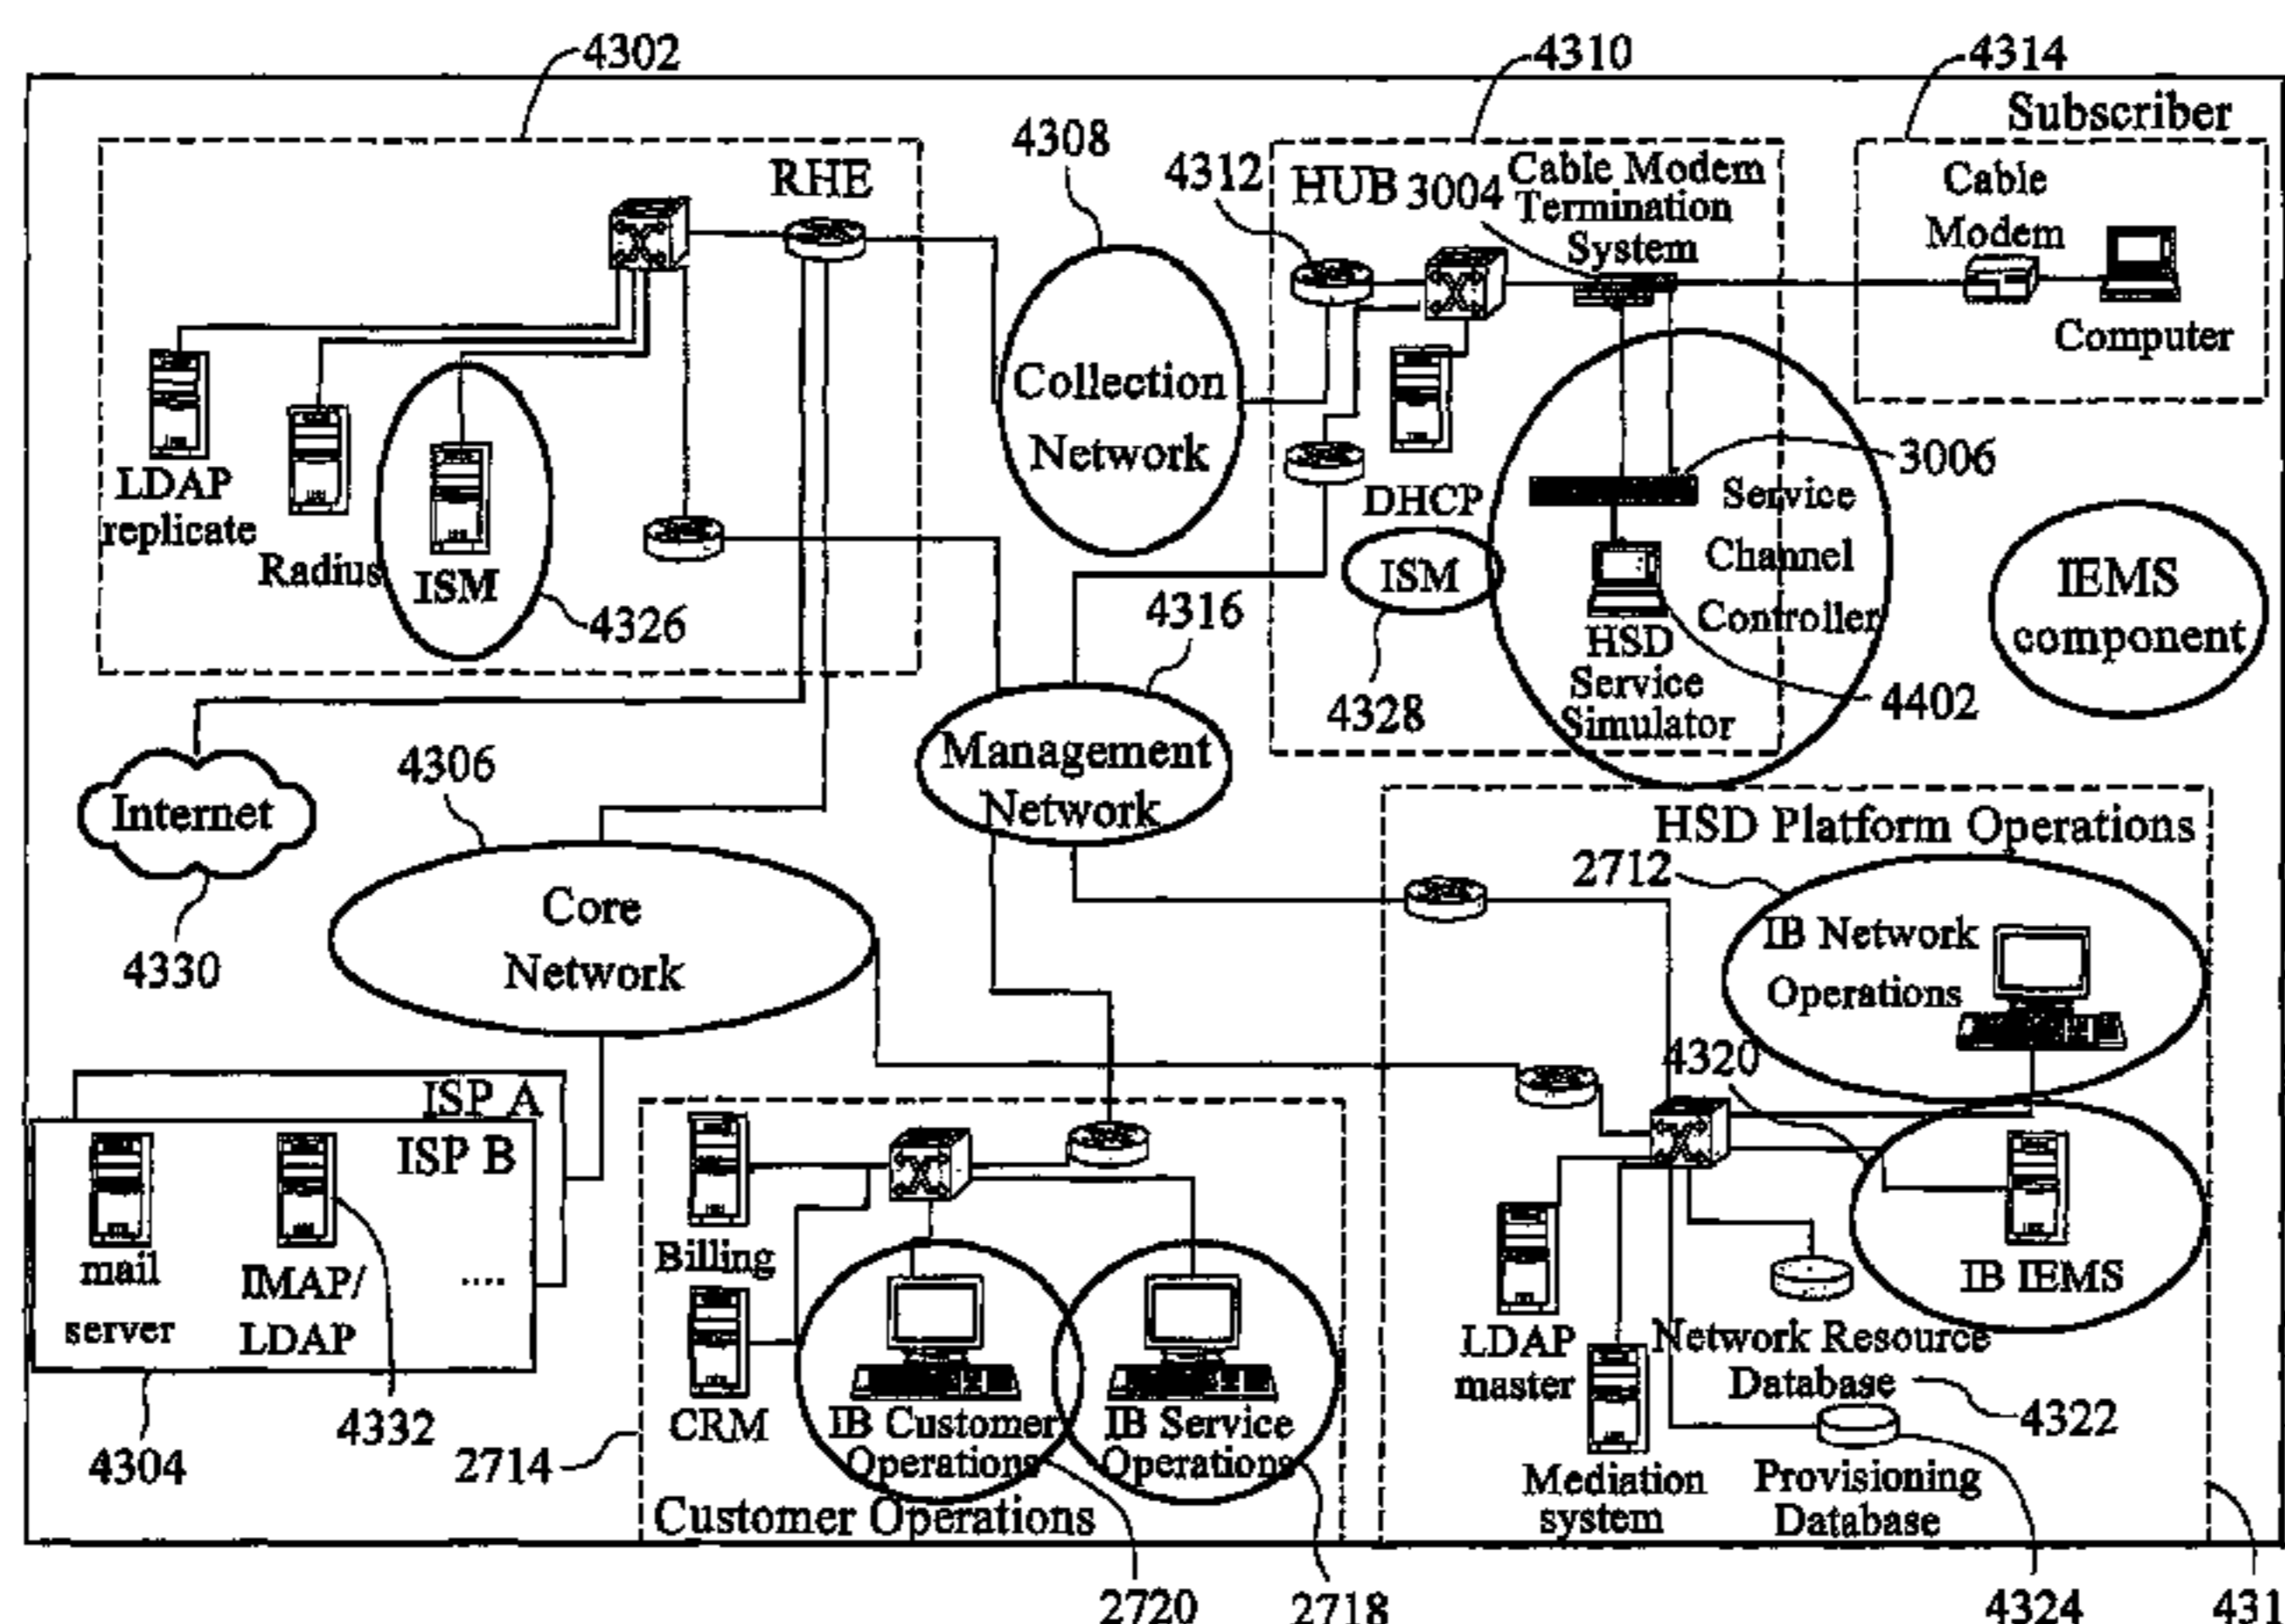 4302
4310
4314
Subscriber
4308
4312
RHE
HUB
3004
Cable Modem
Termination
System
Cable
Modem
Computer
Collection
Network
LDAP
replicate
Radius
ISM
4326
DHCP
ISM
4328
3006
Service
Channel
Controller
HSD
Service
Simulator
4402
IEMS
component
4316
Management
Network
Internet
4330
4306
Core
Network
HSD Platform Operations
2712
IB Network
Operations
4320
ISP A
ISP B
mail
server
IMAP/
LDAP
....
4304
4332
2714
Billing
CRM
IB Customer
Operations
IB Service
Operations
Customer Operations
2720
2718
IB IEMS
LDAP
master
Network Resource
Database
4322
Mediation
system
Provisioning
Database
4324
431